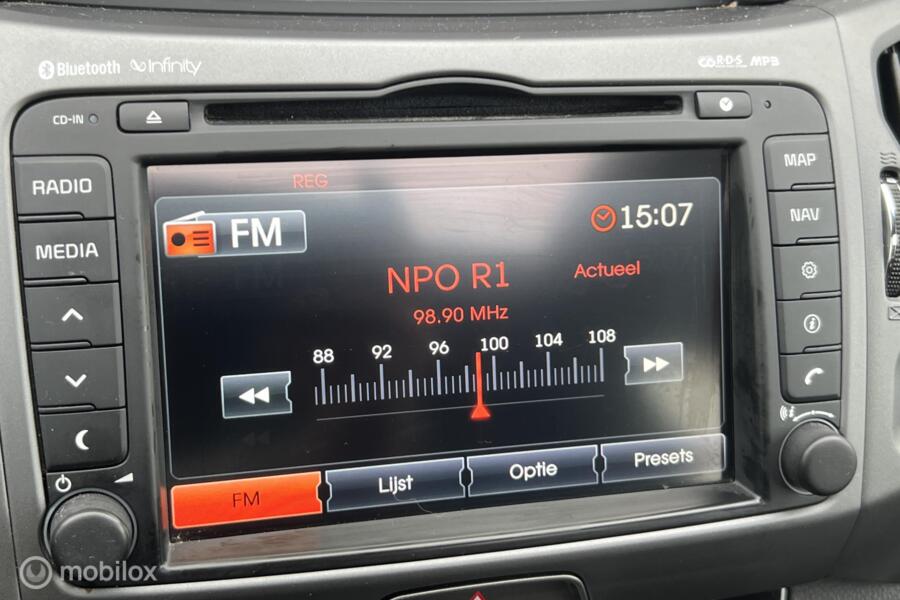 Bluetooth Infinity R·D·S MP3
CD-IN
RADIO
MEDIA
MAP
NAV
REG
FM
15:07
NPO R1
Actueel
98.90 MHz
88 92 96 100 104 108
FM Lijst Optie Presets
mobilox